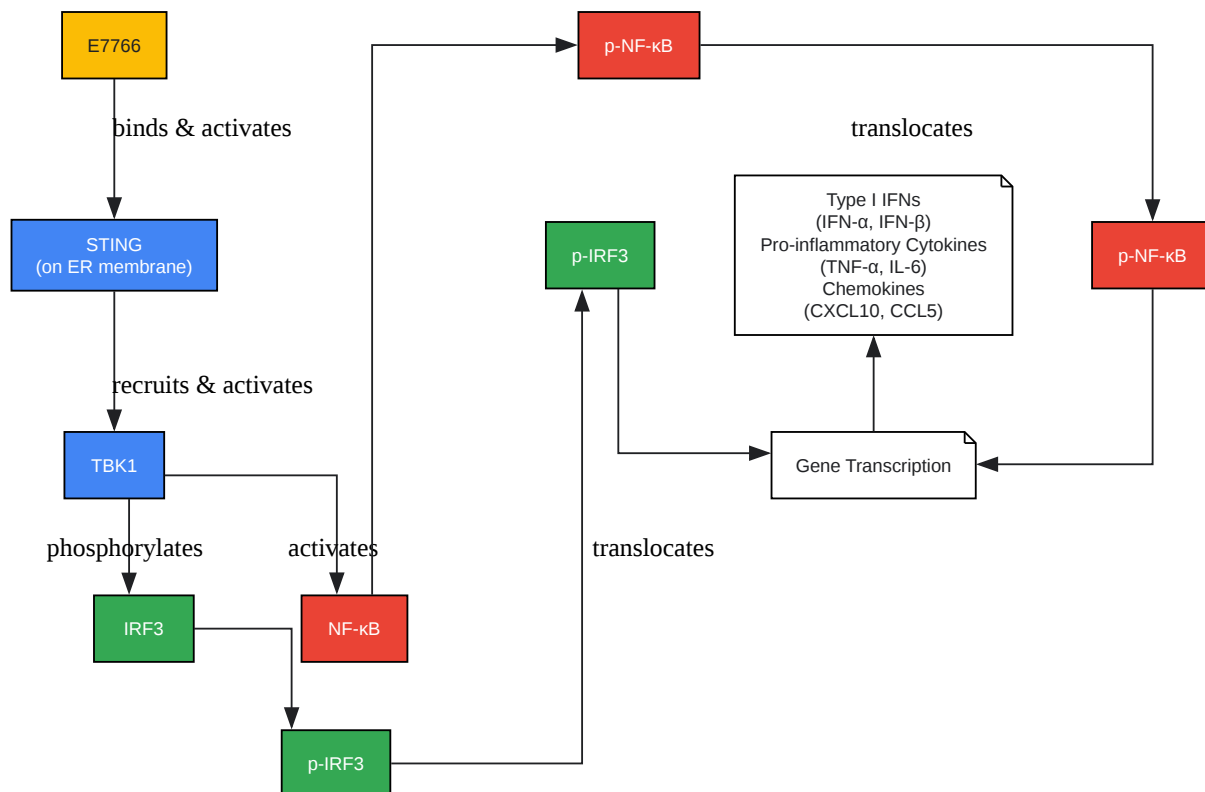 E7766
p-NF-κB
binds & activates
translocates
STING
(on ER membrane)
p-IRF3
Type I IFNs
(IFN-α, IFN-β)
Pro-inflammatory Cytokines
(TNF-α, IL-6)
Chemokines
(CXCL10, CCL5)
p-NF-κB
recruits & activates
TBK1
Gene Transcription
phosphorylates
activates
translocates
IRF3
NF-κB
p-IRF3